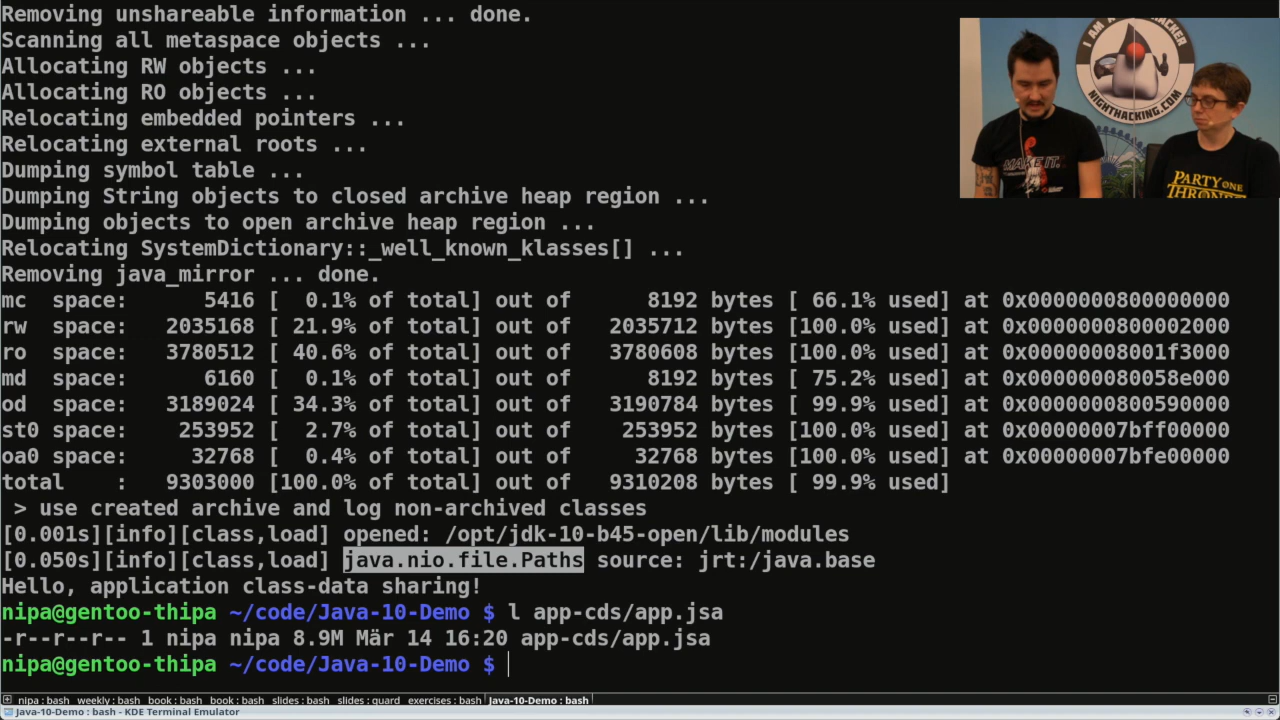 Removing unshareable information ... done.
Scanning all metaspace objects ...
Allocating RW objects ...
Allocating RO objects ...
Relocating embedded pointers ...
Relocating external roots ...
Dumping symbol table ...
Dumping String objects to closed archive heap region ...
Dumping objects to open archive heap region ...
Relocating SystemDictionary::_well_known_klasses[] ...
Removing java_mirror ... done.
mc  space:      5416 [  0.1% of total] out of      8192 bytes [ 66.1% used] at 0x0000000800000000
rw  space:   2035168 [ 21.9% of total] out of   2035712 bytes [100.0% used] at 0x0000000800002000
ro  space:   3780512 [ 40.6% of total] out of   3780608 bytes [100.0% used] at 0x00000008001f3000
md  space:      6160 [  0.1% of total] out of      8192 bytes [ 75.2% used] at 0x000000080058e000
od  space:   3189024 [ 34.3% of total] out of   3190784 bytes [ 99.9% used] at 0x0000000800590000
st0 space:    253952 [  2.7% of total] out of    253952 bytes [100.0% used] at 0x00000007bff00000
oa0 space:     32768 [  0.4% of total] out of     32768 bytes [100.0% used] at 0x00000007bfe00000
total    :   9303000 [100.0% of total] out of   9310208 bytes [ 99.9% used]
 > use created archive and log non-archived classes
[0.001s][info][class,load] opened: /opt/jdk-10-b45-open/lib/modules
[0.050s][info][class,load] java.nio.file.Paths source: jrt:/java.base
Hello, application class-data sharing!
nipa@gentoo-thipa ~/code/Java-10-Demo $ l app-cds/app.jsa
-r--r--r-- 1 nipa nipa 8.9M Mär 14 16:20 app-cds/app.jsa
nipa@gentoo-thipa ~/code/Java-10-Demo $
nipa : bash weekly : bash book : bash book : bash slides : bash slides : guard exercises : bash Java-10-Demo : bash
Java-10-Demo : bash - KDE Terminal Emulator
I AM A
HACKER
NIGHTHACKING.COM
MAKE IT.
PARTY ONE
THRONES